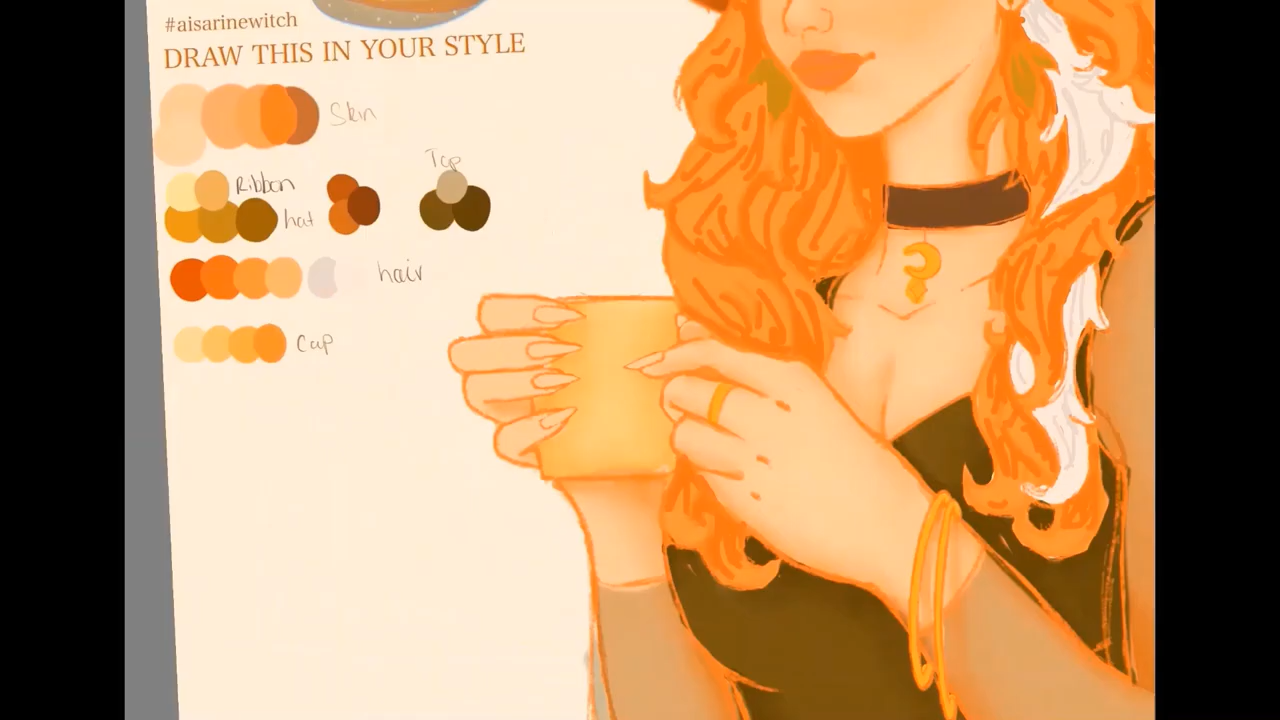 #aisarinewitch
DRAW THIS IN YOUR STYLE
Skin
Top
Ribbon
hat
hair
Cup